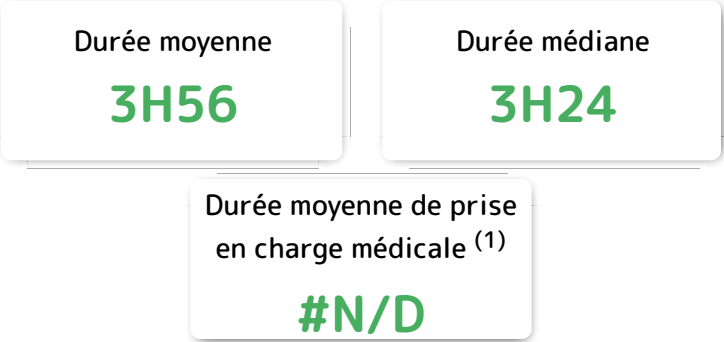 Durée moyenne
3H56
Durée médiane
3H24
Durée moyenne de prise
en charge médicale (1)
#N/D